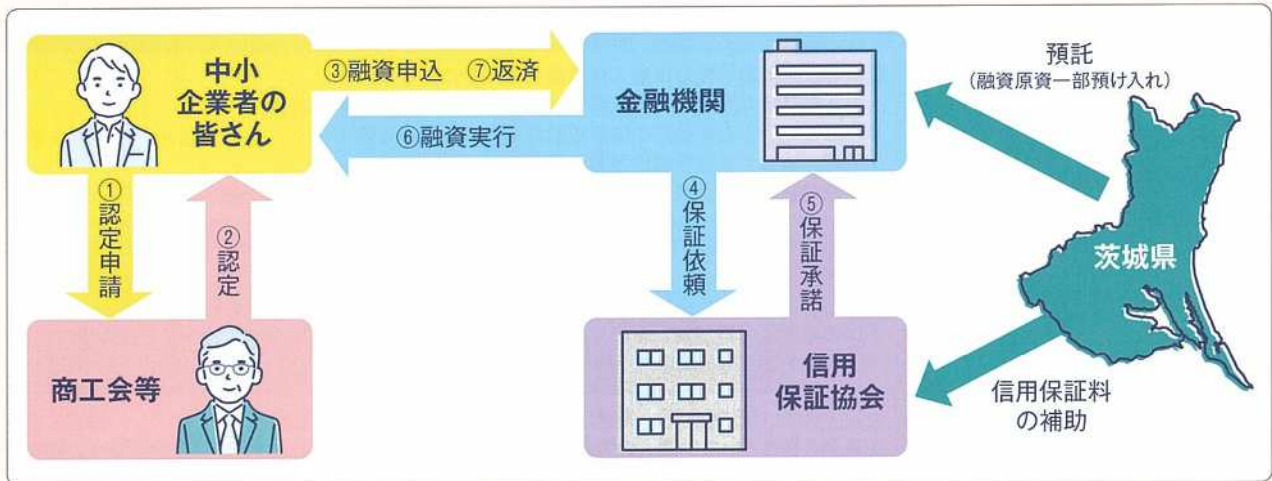 中小
企業者の
皆さん
③融資申込 ⑦返済
⑥融資実行
金融機関
預託
(融資原資一部預け入れ)
①認定申請
②認定
④保証依頼
⑤保証承諾
茨城県
商工会等
信用
保証協会
信用保証料
の補助